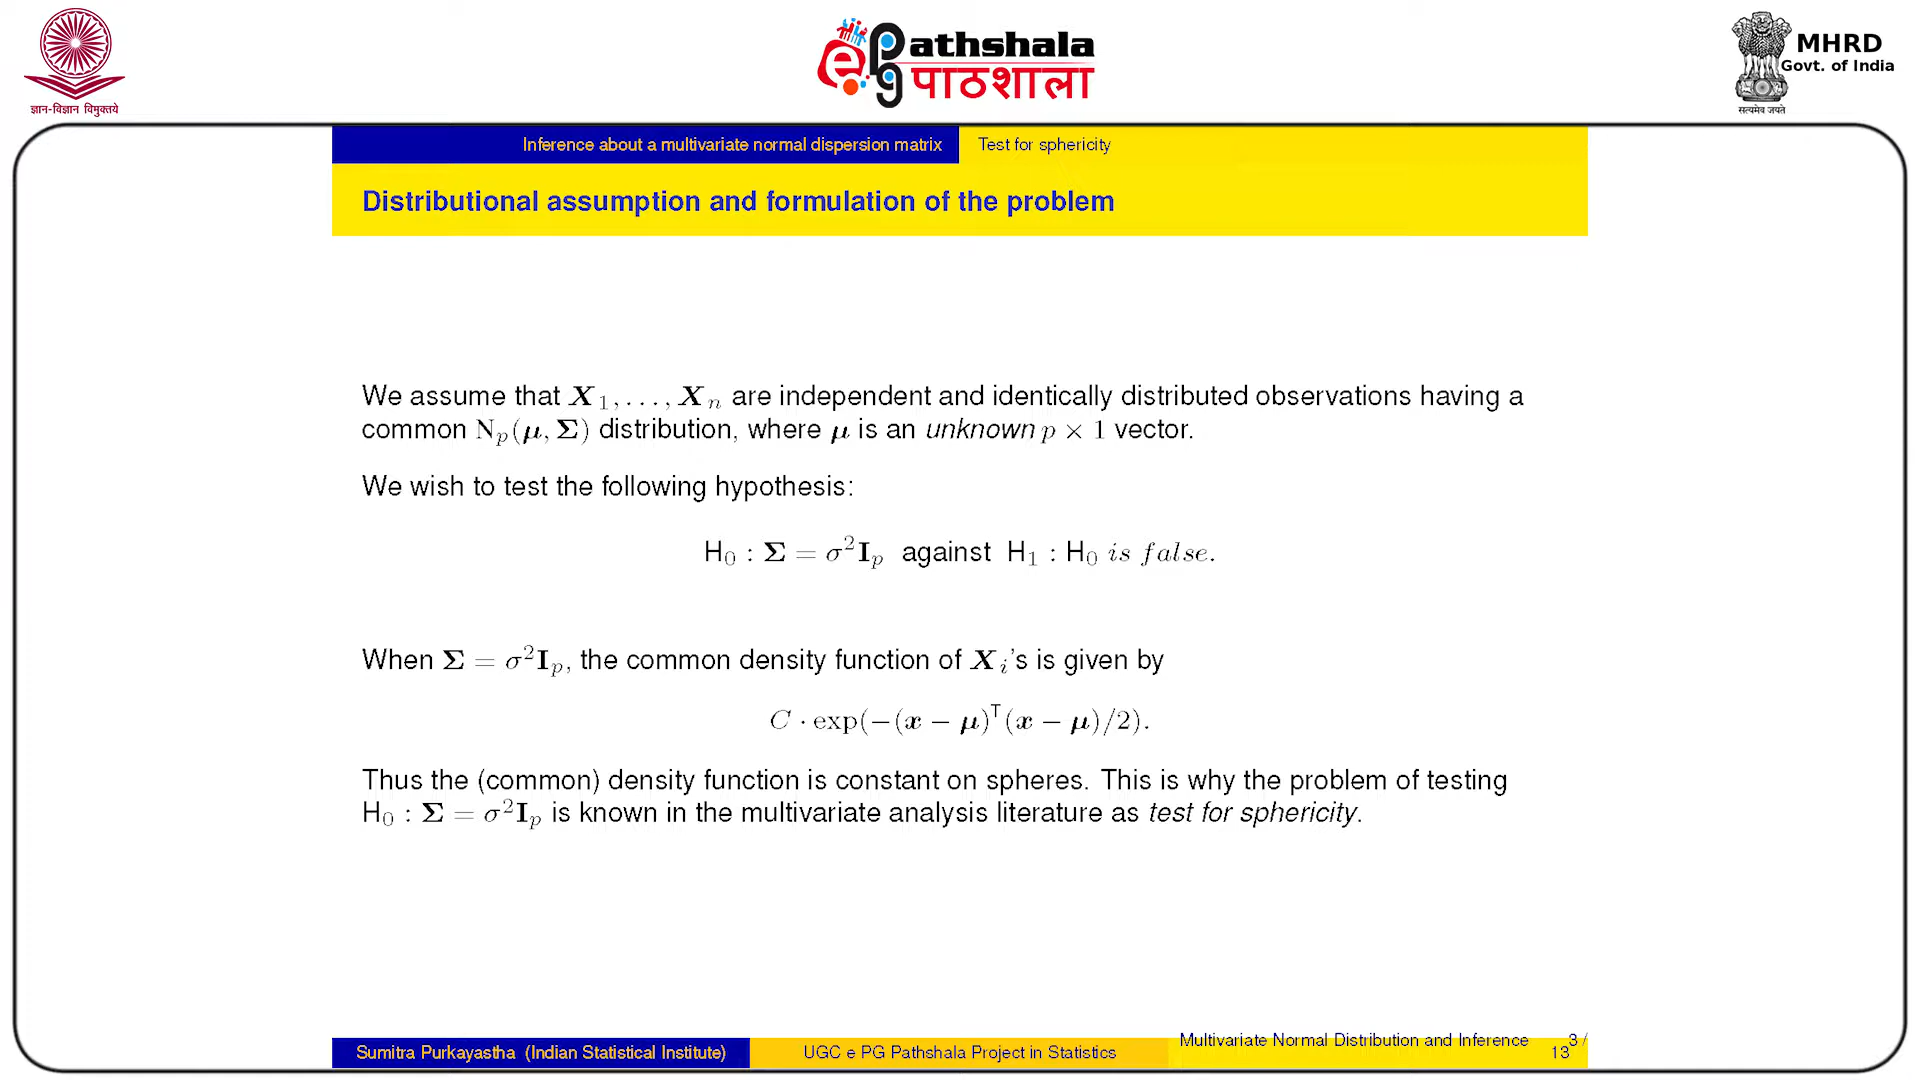 ज्ञान-विज्ञान विमुक्तये
ePg Pathshala
पाठशाला
MHRD
Govt. of India
सत्यमेव जयते
Inference about a multivariate normal dispersion matrix Test for sphericity
Distributional assumption and formulation of the problem
We assume that X₁, . . . , Xₙ are independent and identically distributed observations having a
common Nₚ(μ, Σ) distribution, where μ is an unknown p × 1 vector.
We wish to test the following hypothesis:
H₀ : Σ = σ²Iₚ against H₁ : H₀ is false.
When Σ = σ²Iₚ, the common density function of Xᵢ's is given by
C · exp(−(x − μ)ᵀ(x − μ)/2).
Thus the (common) density function is constant on spheres. This is why the problem of testing
H₀ : Σ = σ²Iₚ is known in the multivariate analysis literature as test for sphericity.
Sumitra Purkayastha (Indian Statistical Institute) UGC e PG Pathshala Project in Statistics Multivariate Normal Distribution and Inference 3 /
13